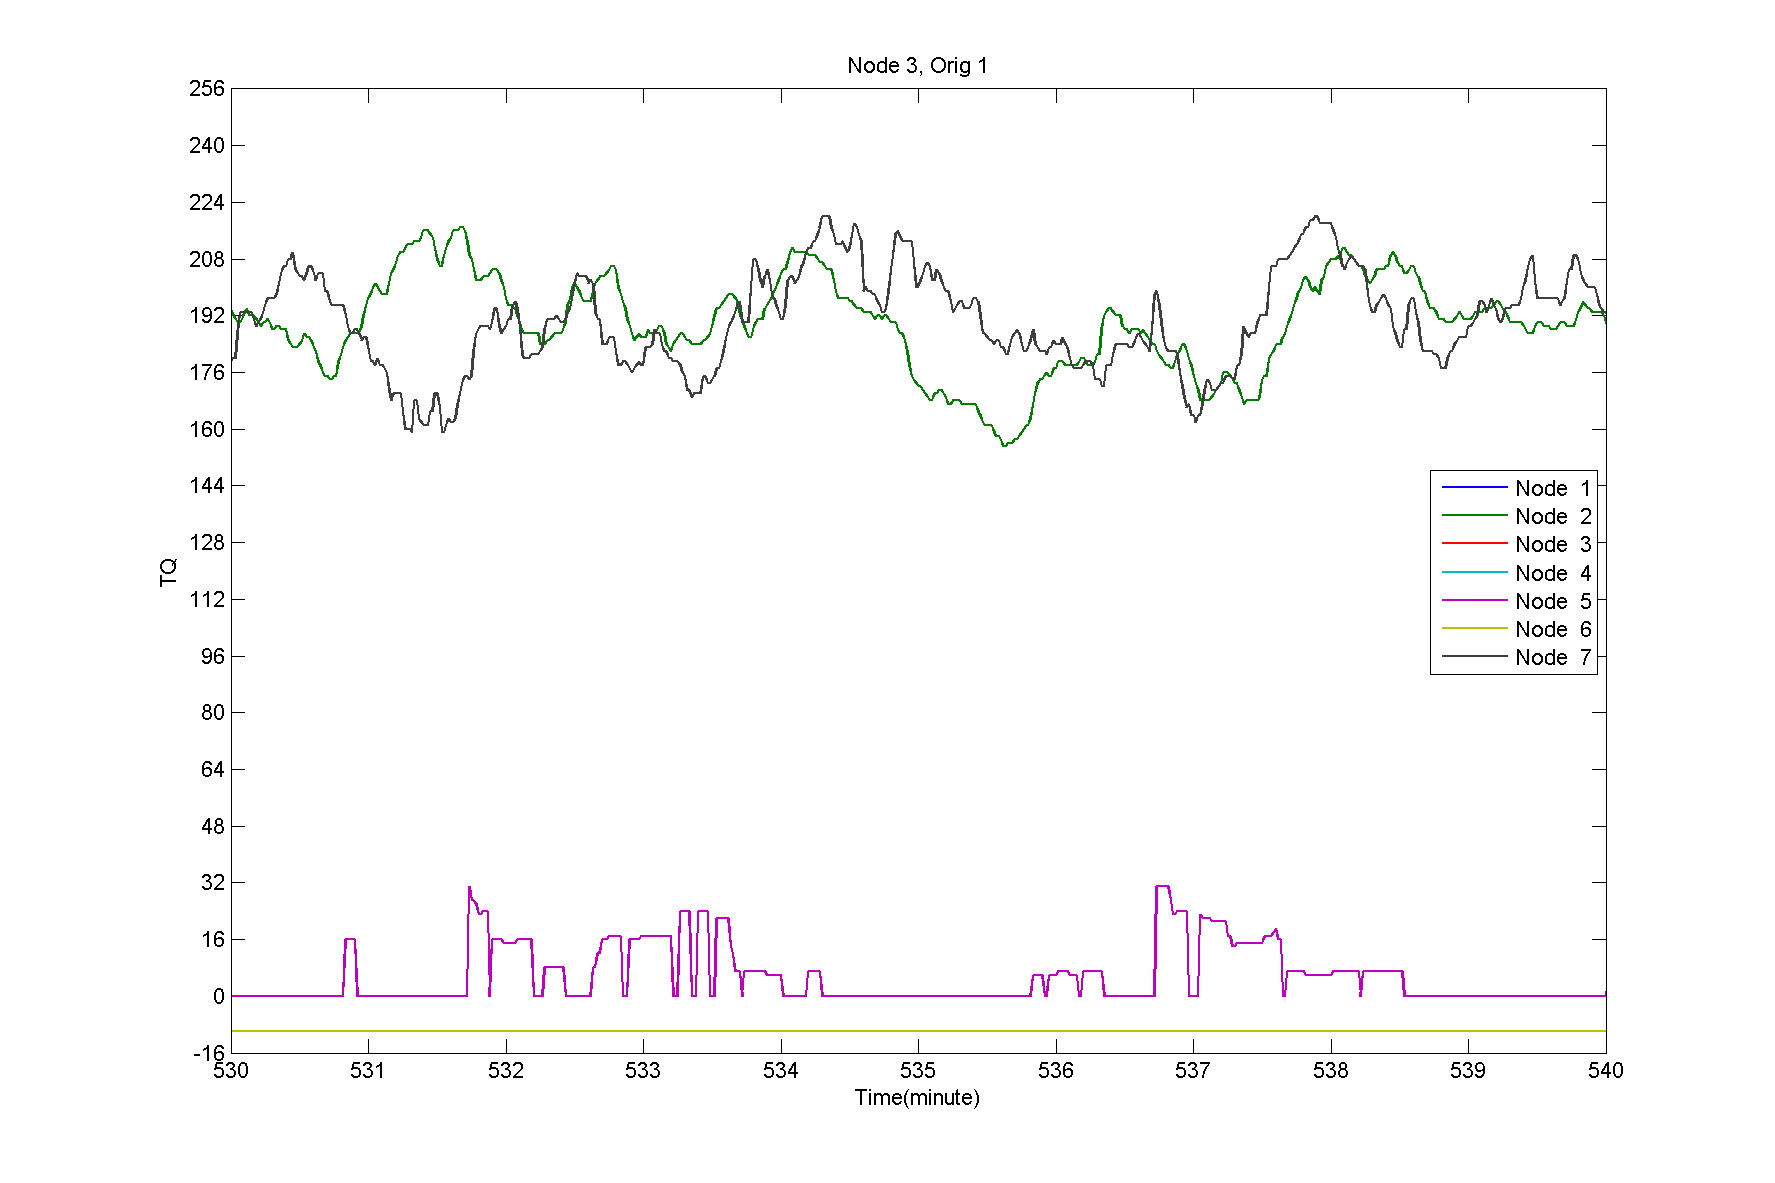 Node 3, Orig 1
256
240
224
208
192
176
160
144
128
112
96
80
64
48
32
16
0
-16
TQ
Node 1
Node 2
Node 3
Node 4
Node 5
Node 6
Node 7
530 531 532 533 534 535 536 537 538 539 540
Time(minute)